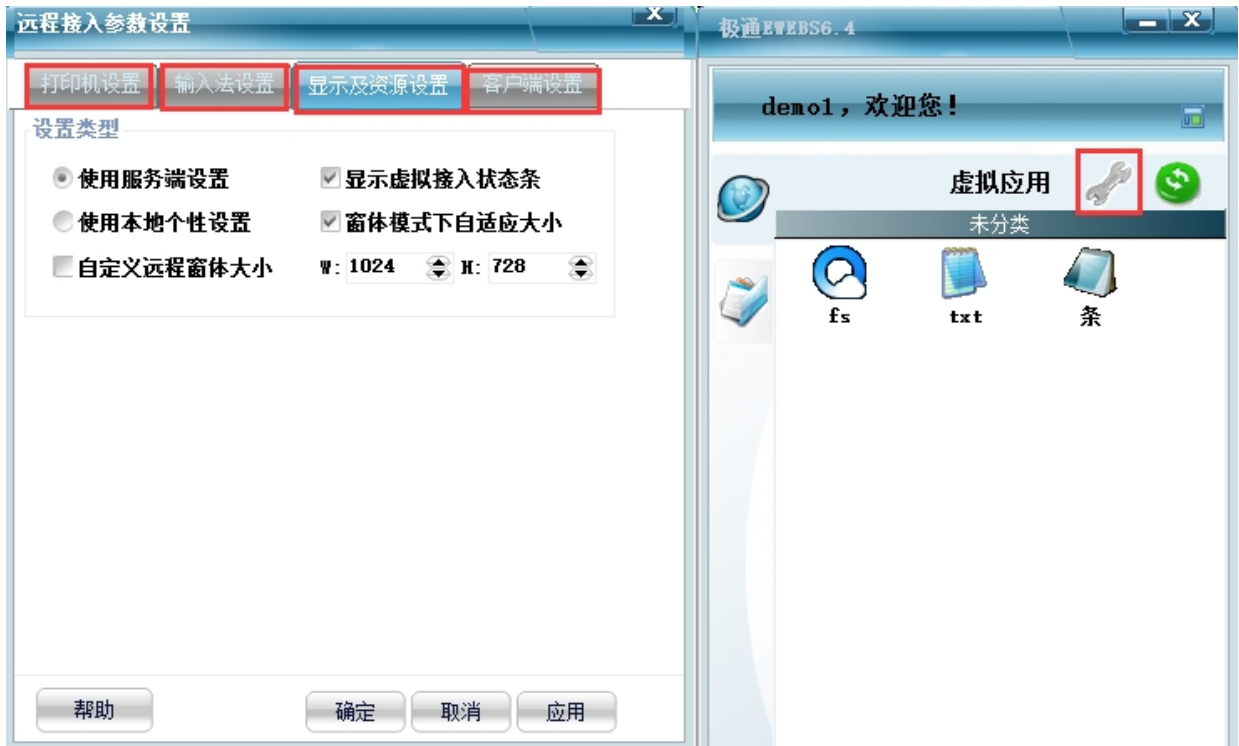 远程接入参数设置
打印机设置 输入法设置 显示及资源设置 客户端设置
设置类型
使用服务端设置 显示虚拟接入状态条
使用本地个性设置 窗体模式下自适应大小
自定义远程窗体大小 W: 1024 H: 728
帮助 确定 取消 应用
极通EWEBS6.4
demo1, 欢迎您!
虚拟应用
未分类
fs txt 条